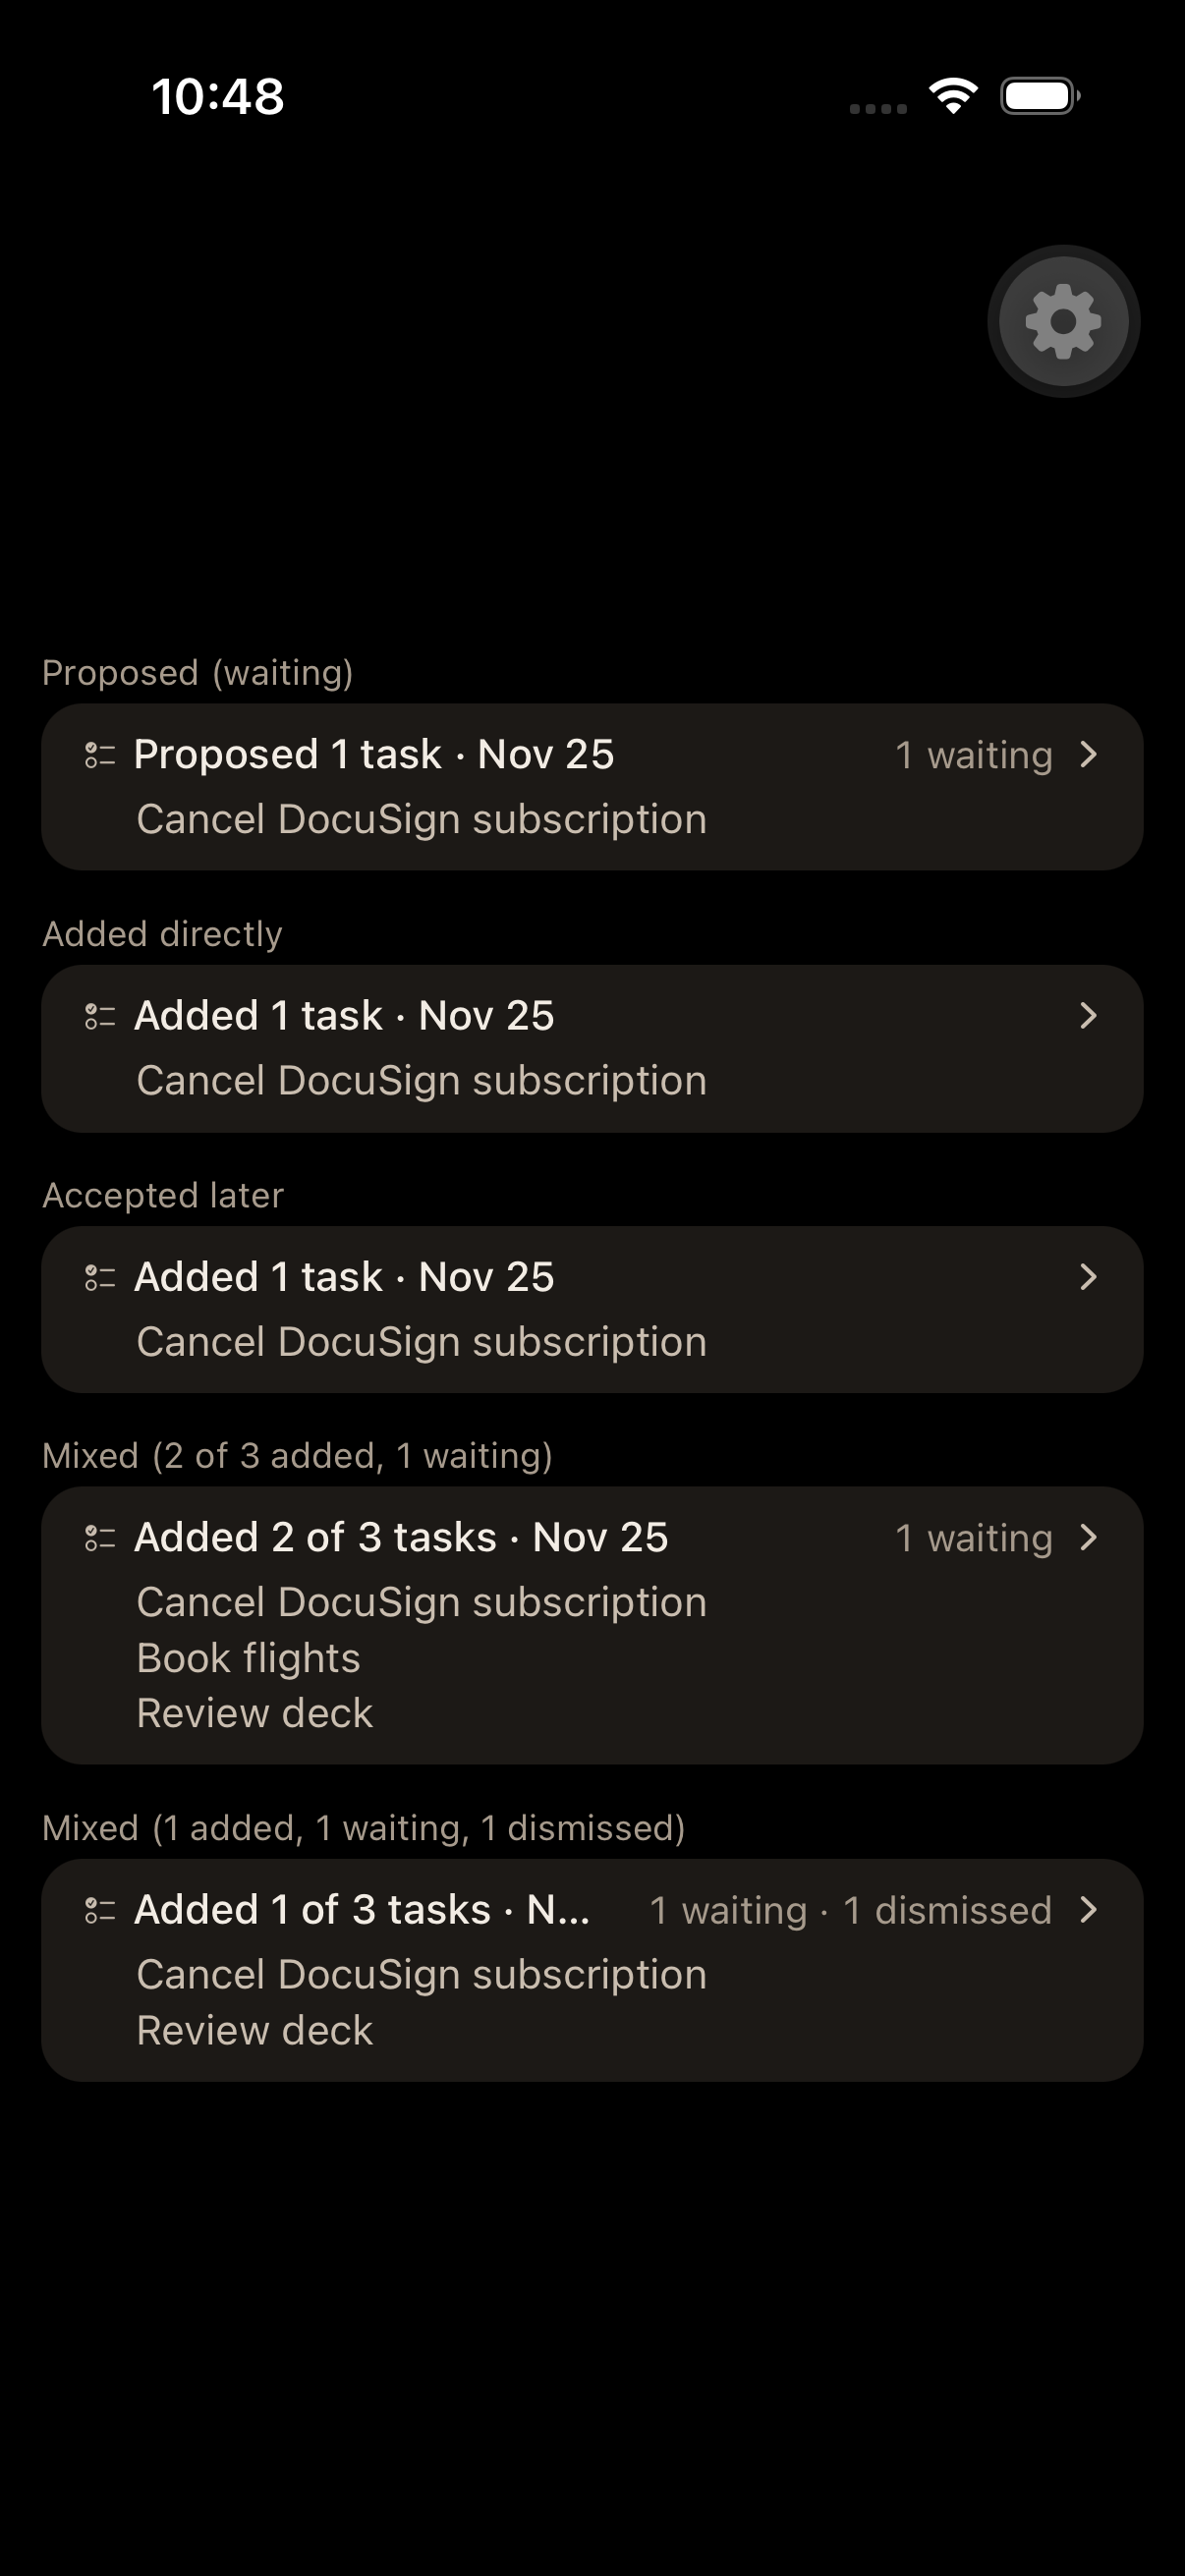 10:48
Proposed (waiting)
Proposed 1 task · Nov 25 1 waiting
Cancel DocuSign subscription
Added directly
Added 1 task · Nov 25
Cancel DocuSign subscription
Accepted later
Added 1 task · Nov 25
Cancel DocuSign subscription
Mixed (2 of 3 added, 1 waiting)
Added 2 of 3 tasks · Nov 25 1 waiting
Cancel DocuSign subscription
Book flights
Review deck
Mixed (1 added, 1 waiting, 1 dismissed)
Added 1 of 3 tasks · N... 1 waiting · 1 dismissed
Cancel DocuSign subscription
Review deck